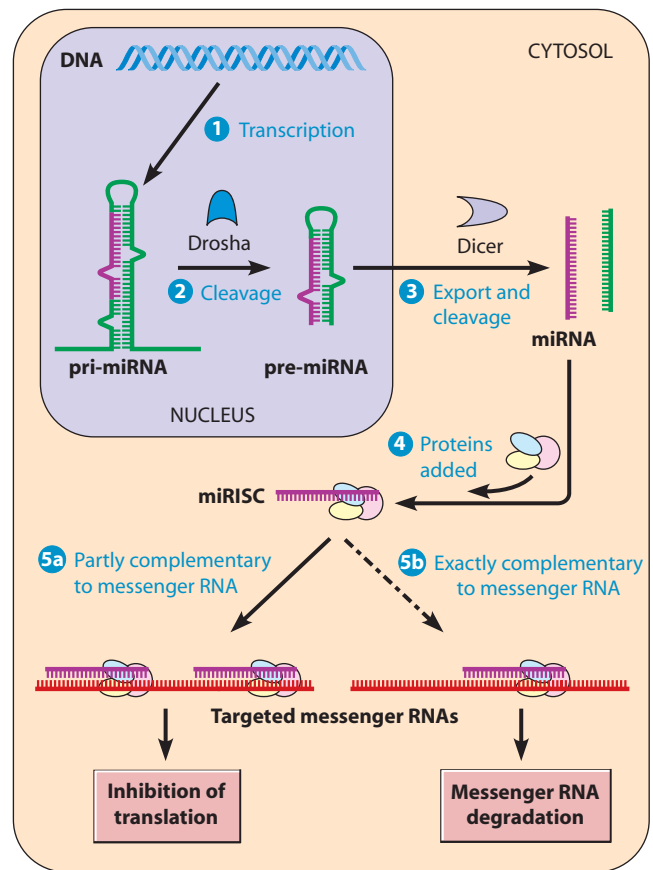 DNA
CYTOSOL
1 Transcription
Drosha
Dicer
2 Cleavage
3 Export and
cleavage
miRNA
pri-miRNA
pre-miRNA
NUCLEUS
4 Proteins
added
miRISC
5a Partly complementary
to messenger RNA
5b Exactly complementary
to messenger RNA
Targeted messenger RNAs
Inhibition of
translation
Messenger RNA
degradation